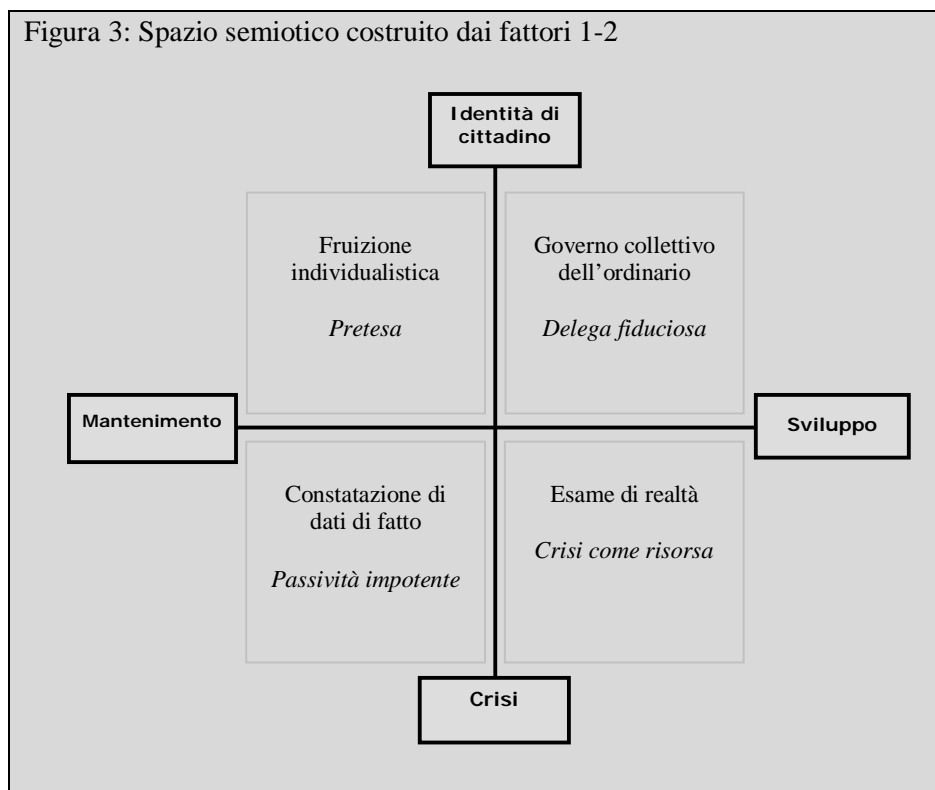 Figura 3: Spazio semiotico costruito dai fattori 1-2
Identità di
cittadino
Fruizione
individualistica
Pretesa
Governo collettivo
dell’ordinario
Delega fiduciosa
Mantenimento
Sviluppo
Constatazione di
dati di fatto
Passività impotente
Esame di realtà
Crisi come risorsa
Crisi